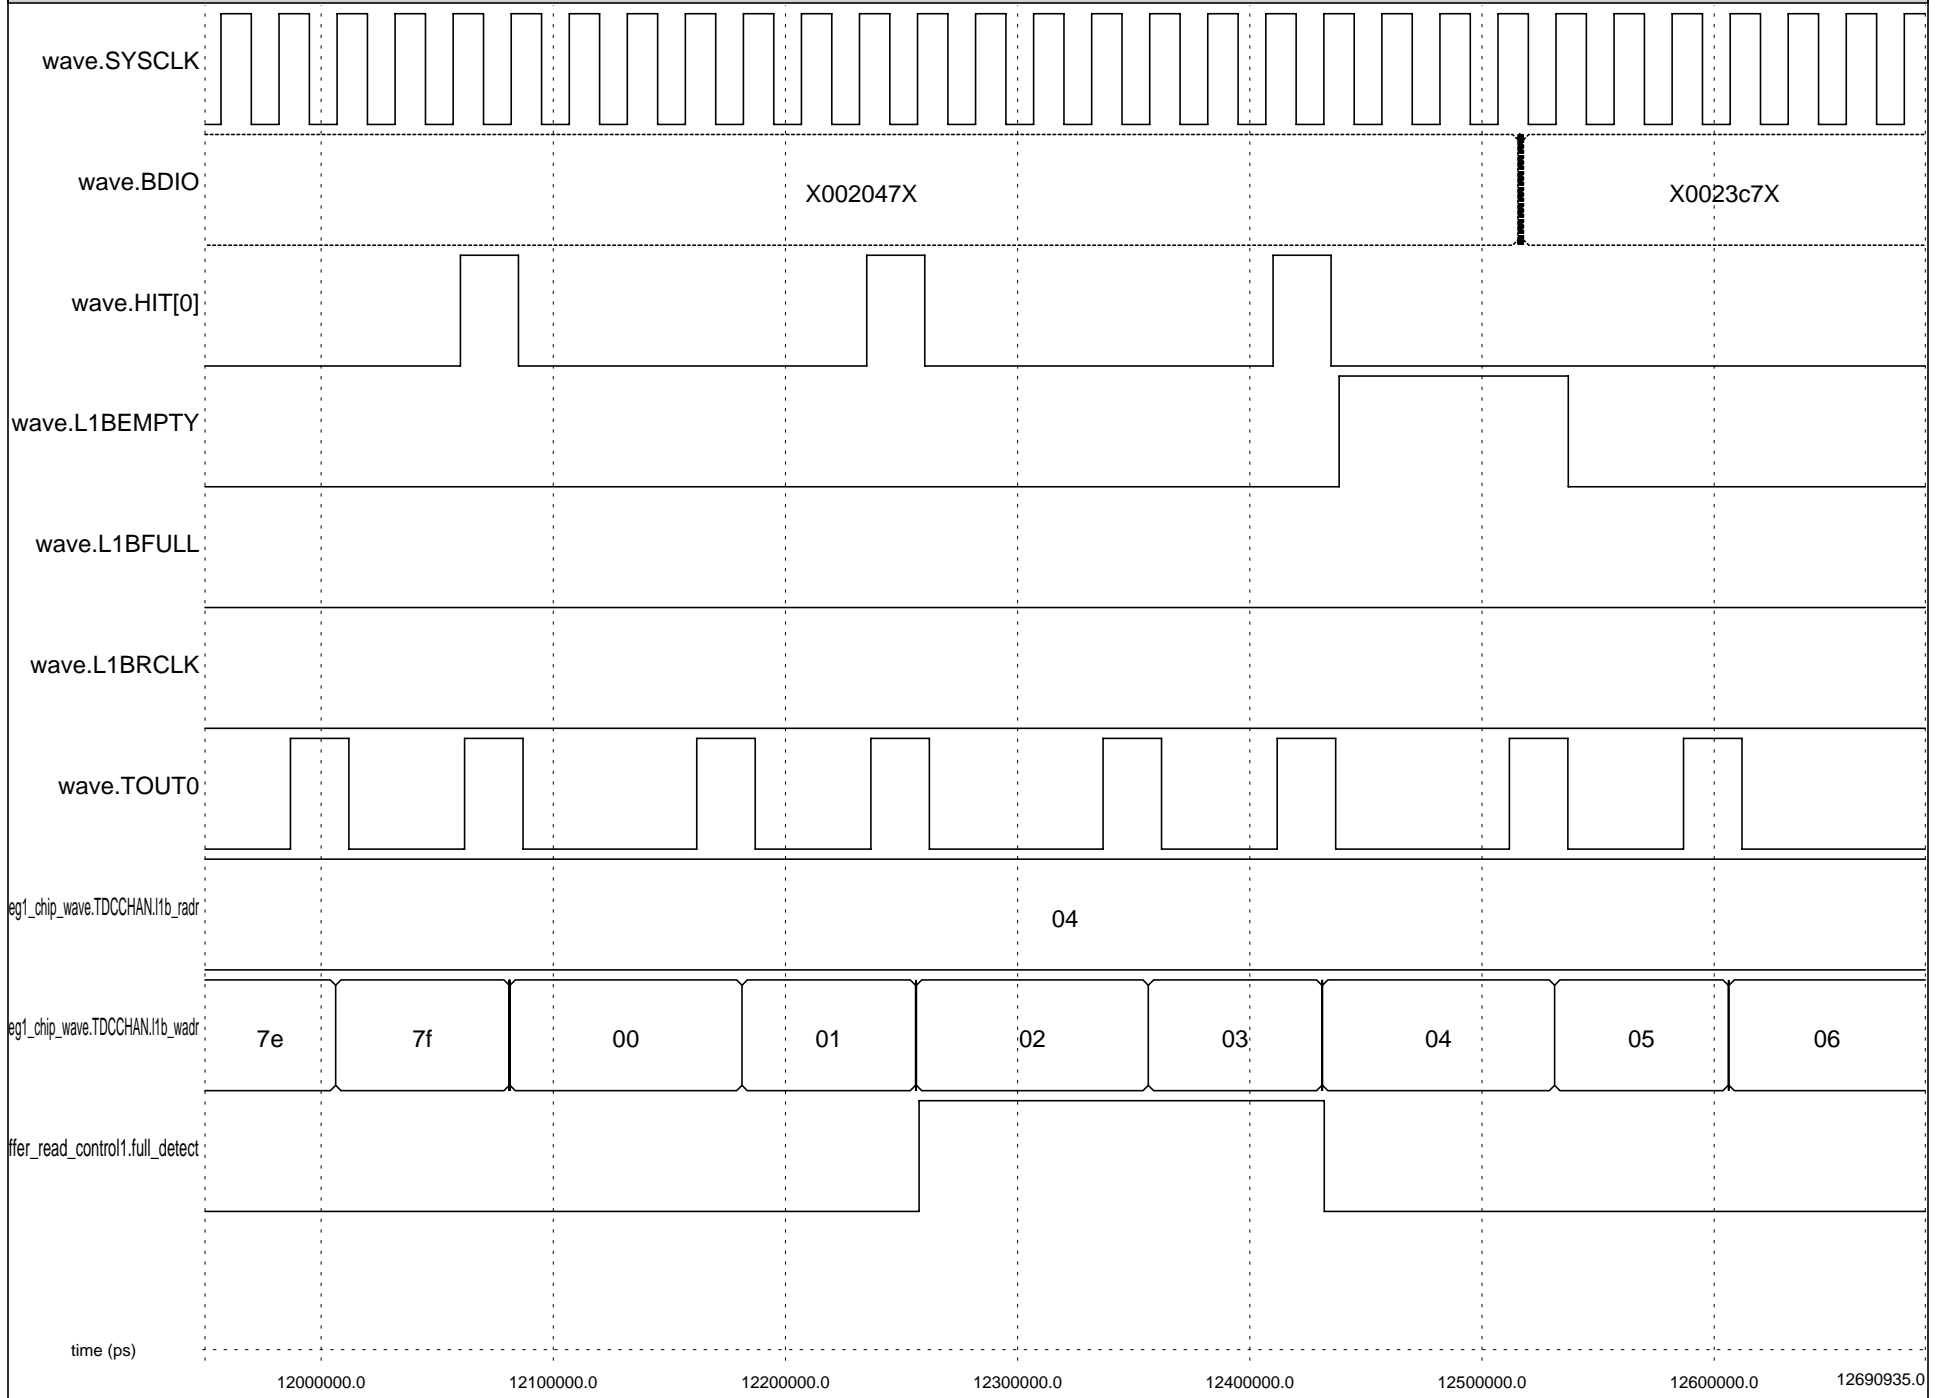 wave.SYSCLK
wave.BDIO
X002047X
X0023c7X
wave.HIT[0]
wave.L1BEMPTY
wave.L1BFULL
wave.L1BRCLK
wave.TOUT0
eg1_chip_wave.TDCCHAN.l1b_radr
04
eg1_chip_wave.TDCCHAN.l1b_wadr
7e 7f 00 01 02 03 04 05 06
ffer_read_control1.full_detect
time (ps)
12000000.0 12100000.0 12200000.0 12300000.0 12400000.0 12500000.0 12600000.0 12690935.0